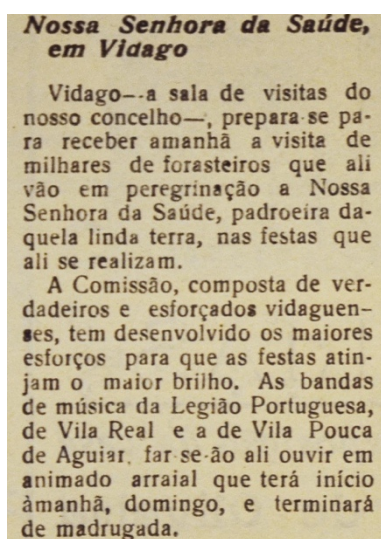 Nossa Senhora da Saúde,
em Vidago
Vidago--a sala de visitas do
nosso concelho—, prepara-se pa-
ra receber amanhã a visita de
milhares de forasteiros que ali
vão em peregrinação a Nossa
Senhora da Saúde, padroeira da-
quela linda terra, nas festas que
ali se realizam.
A Comissão, composta de ver-
dadeiros e esforçados vidaguen-
ses, tem desenvolvido os maiores
esforços para que as festas atin-
jam o maior brilho. As bandas
de música da Legião Portuguesa,
de Vila Real e a de Vila Pouca
de Aguiar, far-se-ão ali ouvir em
animado arraial que terá início
àmanhã, domingo, e terminará
de madrugada.